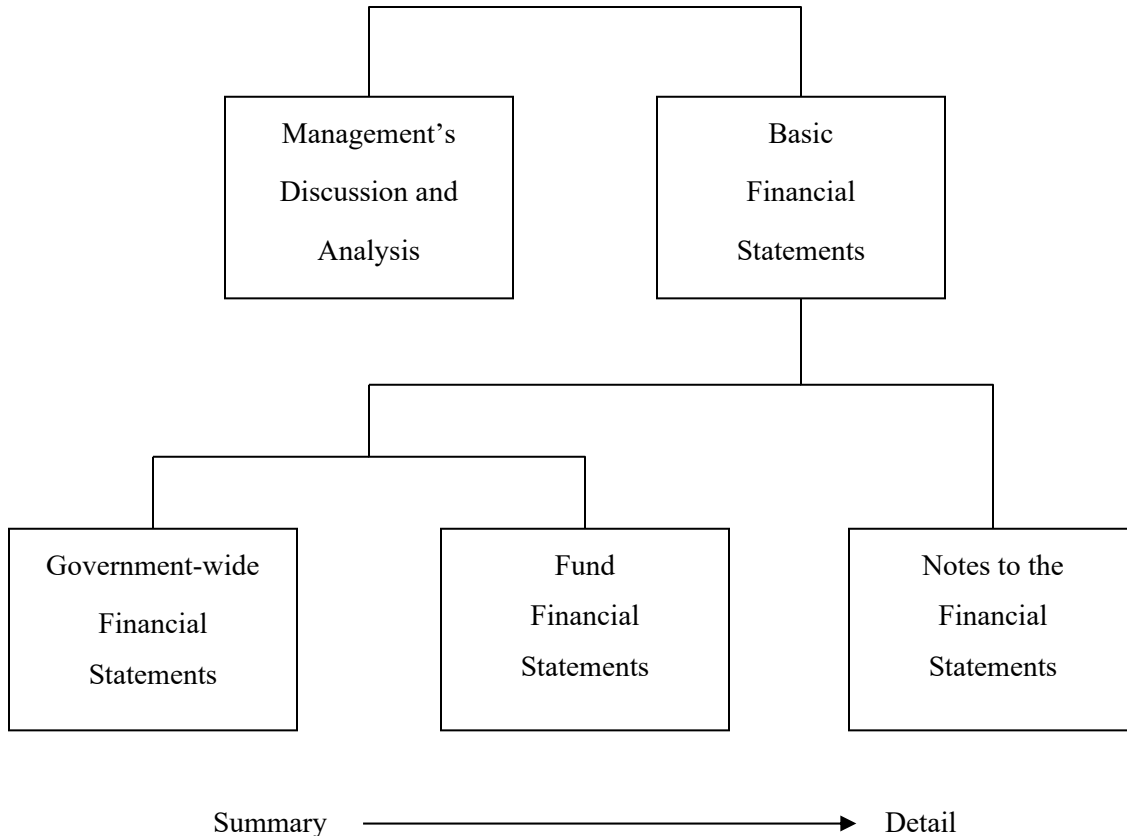 Management’s
Discussion and
Analysis
Basic
Financial
Statements
Government-wide
Financial
Statements
Fund
Financial
Statements
Notes to the
Financial
Statements
Summary
Detail